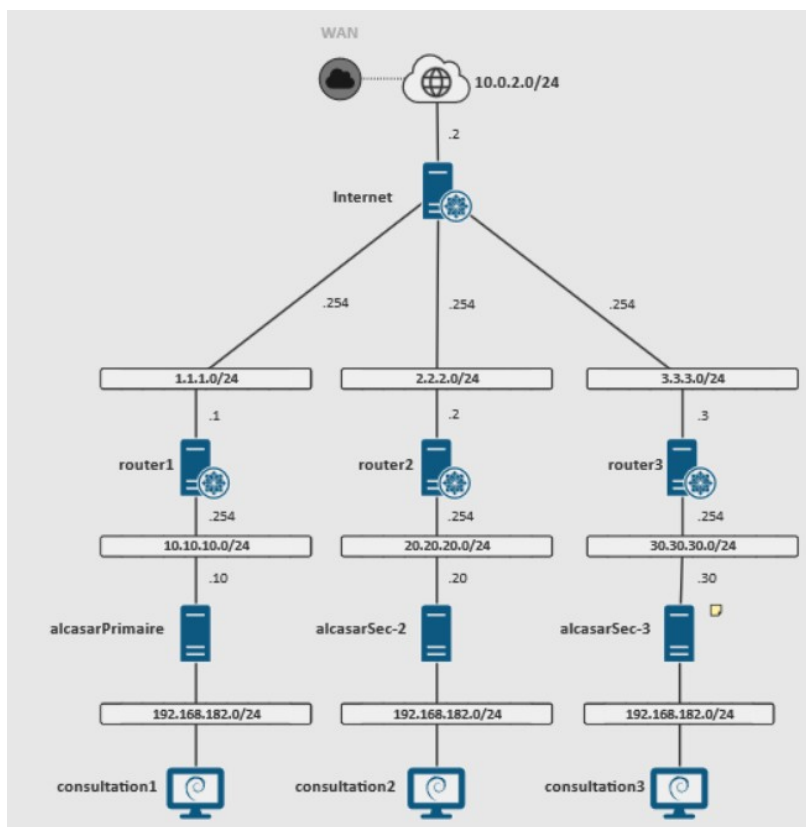 WAN
10.0.2.0/24
.2
Internet
.254 .254 .254
1.1.1.0/24 2.2.2.0/24 3.3.3.0/24
.1 .2 .3
router1 router2 router3
.254 .254 .254
10.10.10.0/24 20.20.20.0/24 30.30.30.0/24
.10 .20 .30
alcasarPrimaire alcasarSec-2 alcasarSec-3
192.168.182.0/24 192.168.182.0/24 192.168.182.0/24
consultation1 consultation2 consultation3